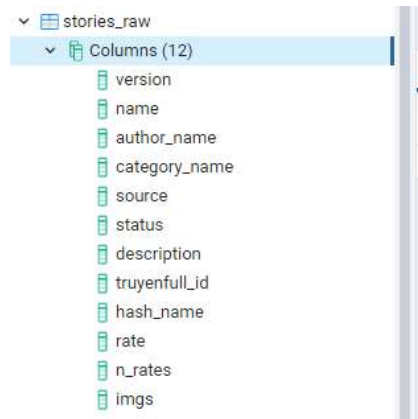 stories_raw
Columns (12)
version
name
author_name
category_name
source
status
description
truyenfull_id
hash_name
rate
n_rates
imgs